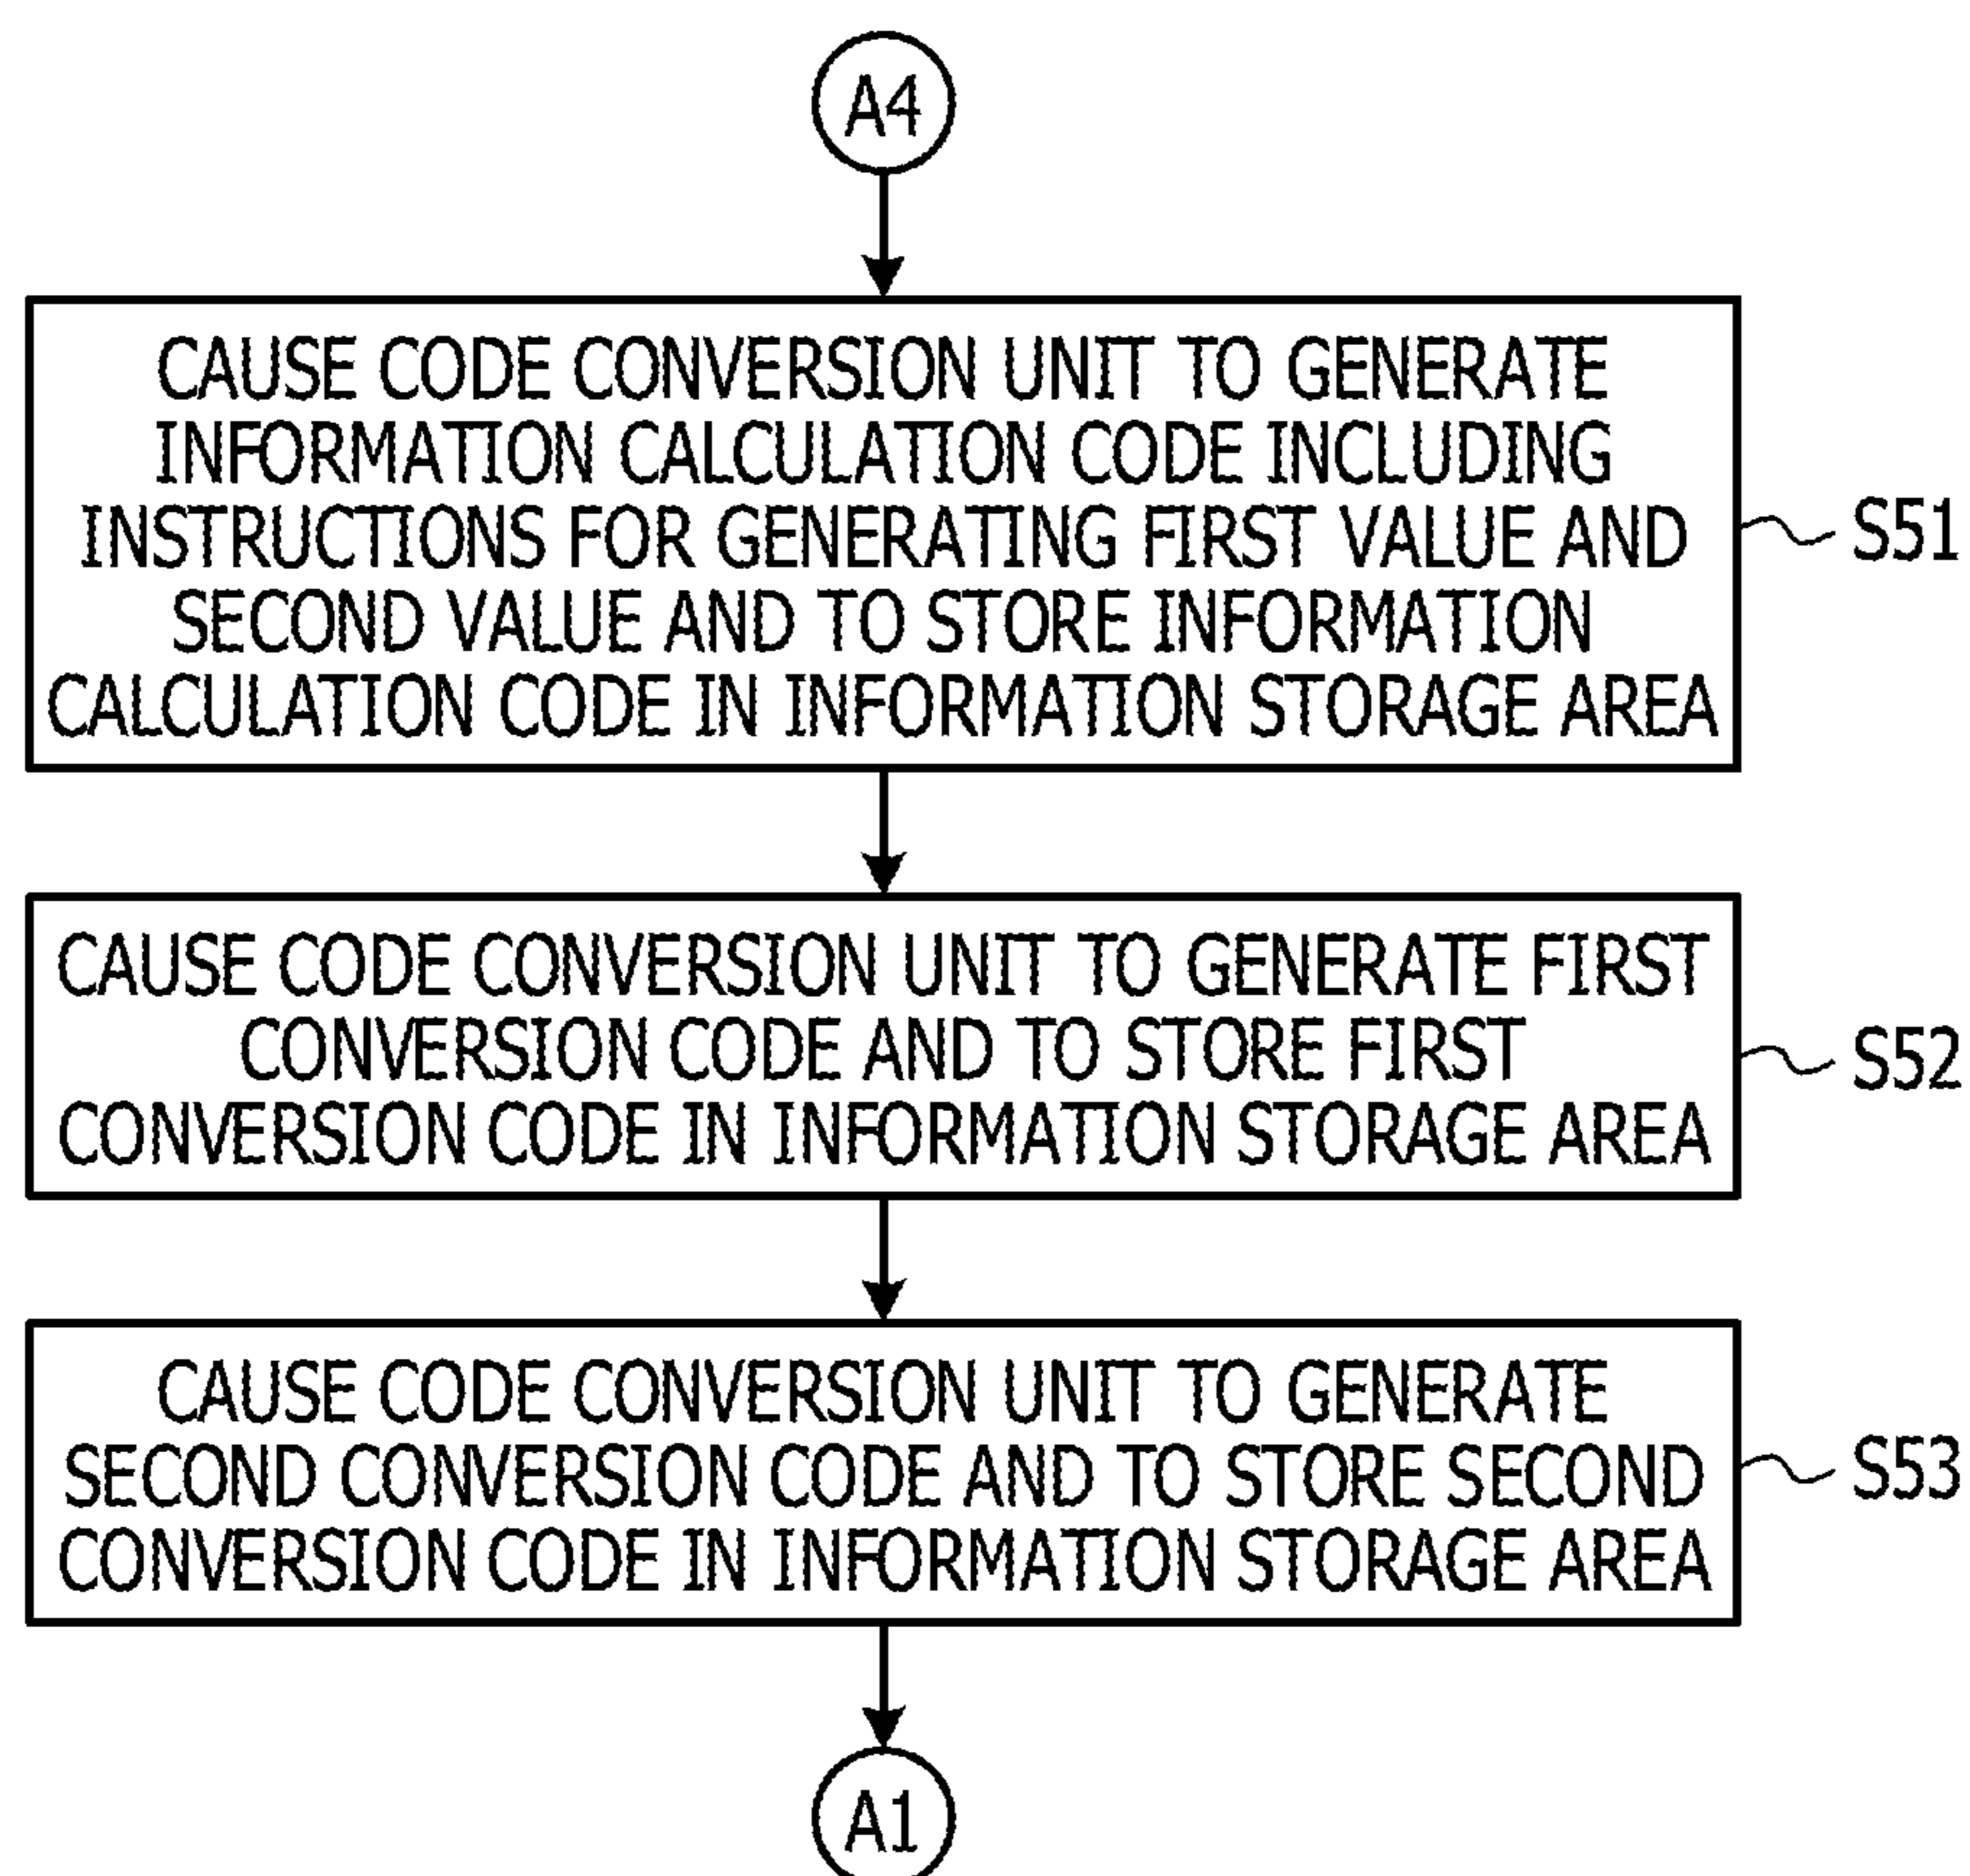 A4
CAUSE CODE CONVERSION UNIT TO GENERATE
INFORMATION CALCULATION CODE INCLUDING
INSTRUCTIONS FOR GENERATING FIRST VALUE AND
SECOND VALUE AND TO STORE INFORMATION
CALCULATION CODE IN INFORMATION STORAGE AREA
S51
CAUSE CODE CONVERSION UNIT TO GENERATE FIRST
CONVERSION CODE AND TO STORE FIRST
CONVERSION CODE IN INFORMATION STORAGE AREA
S52
CAUSE CODE CONVERSION UNIT TO GENERATE
SECOND CONVERSION CODE AND TO STORE SECOND
CONVERSION CODE IN INFORMATION STORAGE AREA
S53
A1